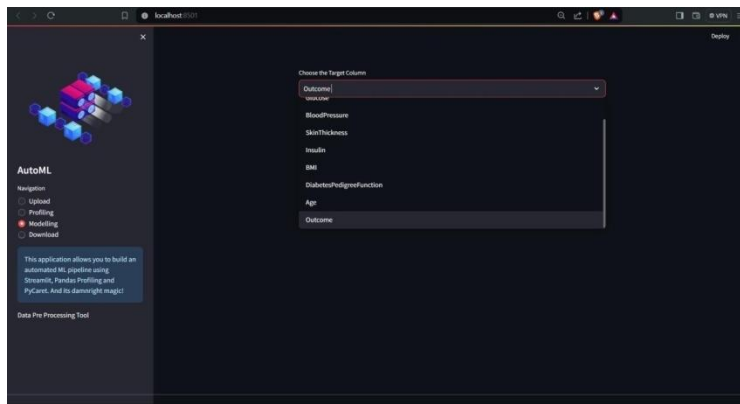 localhost:8501
VPN
Deploy
AutoML
Navigation
Upload
Profiling
Modelling
Download
This application allows you to build an
automated ML pipeline using
Streamlit, Pandas Profiling and
PyCaret. And its damnright magic!
Data Pre Processing Tool
Choose the Target Column
Outcome
Glucose
BloodPressure
SkinThickness
Insulin
BMI
DiabetesPedigreeFunction
Age
Outcome